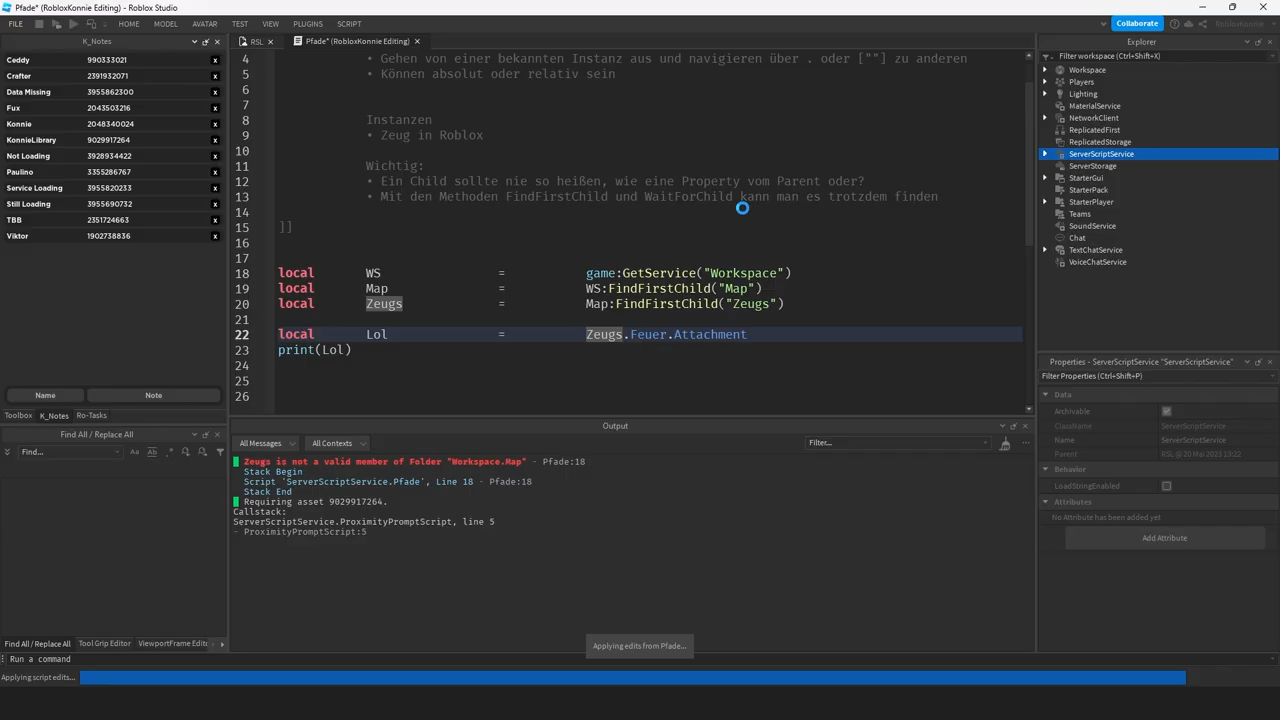 Pfade* (RobloxKonnie Editing) - Roblox Studio
FILE HOME MODEL AVATAR TEST VIEW PLUGINS SCRIPT Collaborate RobloxKonnie
K_Notes
Ceddy 990333021 x
Crafter 2391932071 x
Data Missing 3955862300 x
Fux 2043503216 x
Konnie 2048340024 x
KonnieLibrary 9029917264 x
Not Loading 3928934422 x
Paulino 3355286767 x
Service Loading 3955820233 x
Still Loading 3955690732 x
TBB 2351724663 x
Viktor 1902738836 x
Name Note
Toolbox K_Notes Ro-Tasks
Find All / Replace All
Find...
Find All / Replace All Tool Grip Editor ViewportFrame Edito
RSL Pfade* (RobloxKonnie Editing)
4 • Gehen von einer bekannten Instanz aus und navigieren über . oder [""] zu anderen
5 • Können absolut oder relativ sein
6
7
8 Instanzen
9 • Zeug in Roblox
10
11 Wichtig:
12 • Ein Child sollte nie so heißen, wie eine Property vom Parent oder?
13 • Mit den Methoden FindFirstChild und WaitForChild kann man es trotzdem finden
14
15 ]]
16
17
18 local WS = game:GetService("Workspace")
19 local Map = WS:FindFirstChild("Map")
20 local Zeugs = Map:FindFirstChild("Zeugs")
21
22 local Lol = Zeugs.Feuer.Attachment
23 print(Lol)
24
25
26
Output
All Messages All Contexts Filter...
Zeugs is not a valid member of Folder "Workspace.Map" - Pfade:18
Stack Begin
Script 'ServerScriptService.Pfade', Line 18 - Pfade:18
Stack End
Requiring asset 9029917264.
Callstack:
ServerScriptService.ProximityPromptScript, line 5
- ProximityPromptScript:5
Applying edits from Pfade...
Explorer
Filter workspace (Ctrl+Shift+X)
Workspace
Players
Lighting
MaterialService
NetworkClient
ReplicatedFirst
ReplicatedStorage
ServerScriptService
ServerStorage
StarterGui
StarterPack
StarterPlayer
Teams
SoundService
Chat
TextChatService
VoiceChatService
Properties - ServerScriptService "ServerScriptService"
Filter Properties (Ctrl+Shift+P)
Data
Archivable
ClassName ServerScriptService
Name ServerScriptService
Parent RSL @ 20 Mai 2023 13:22
Behavior
LoadStringEnabled
Attributes
No Attribute has been added yet
Add Attribute
Run a command
Applying script edits...